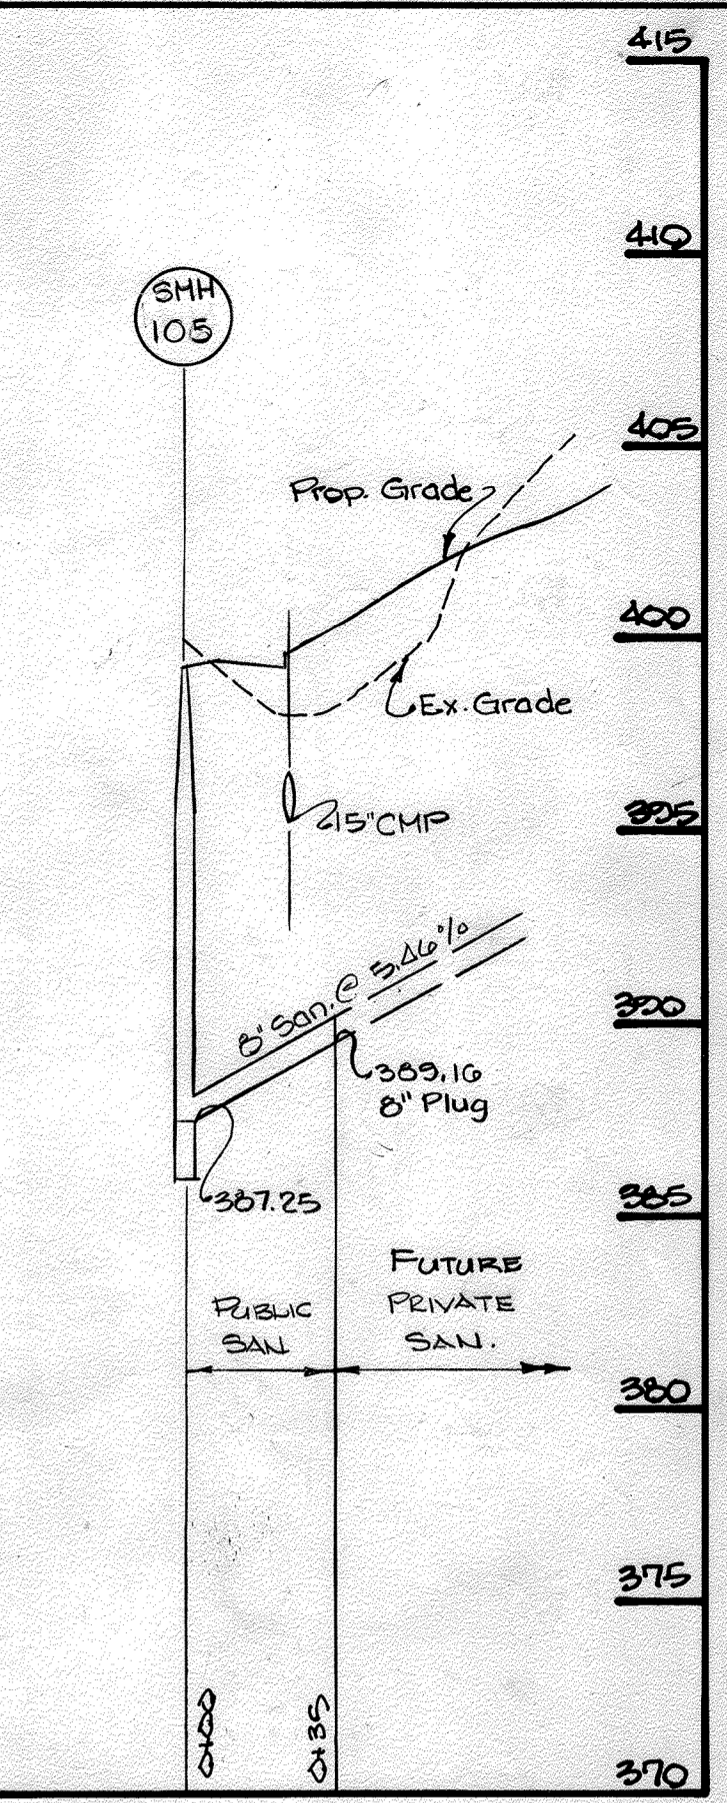 415
410
SMH
105
405
Prop. Grade
400
Ex. Grade
15" CMP
395
8" San. @ 5.46%
390
389.16
8" Plug
387.25
385
FUTURE
PRIVATE
SAN.
PUBLIC
SAN
380
375
0+00
0+35
370